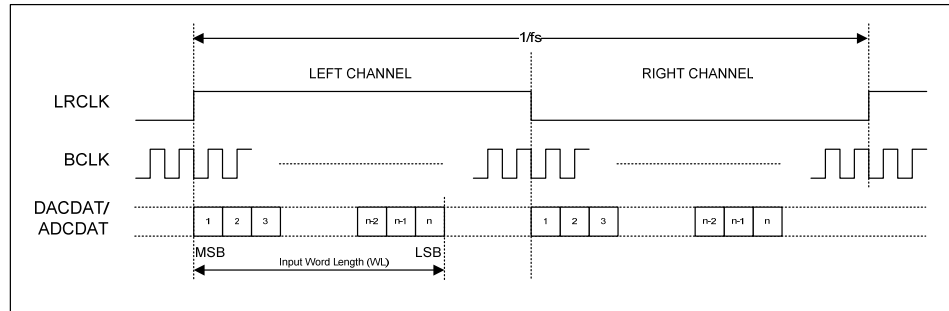 1/fs
LEFT CHANNEL RIGHT CHANNEL
LRCLK
BCLK
DACDAT/
ADCDAT
1 2 3 n-2 n-1 n 1 2 3 n-2 n-1 n
MSB LSB
Input Word Length (WL)